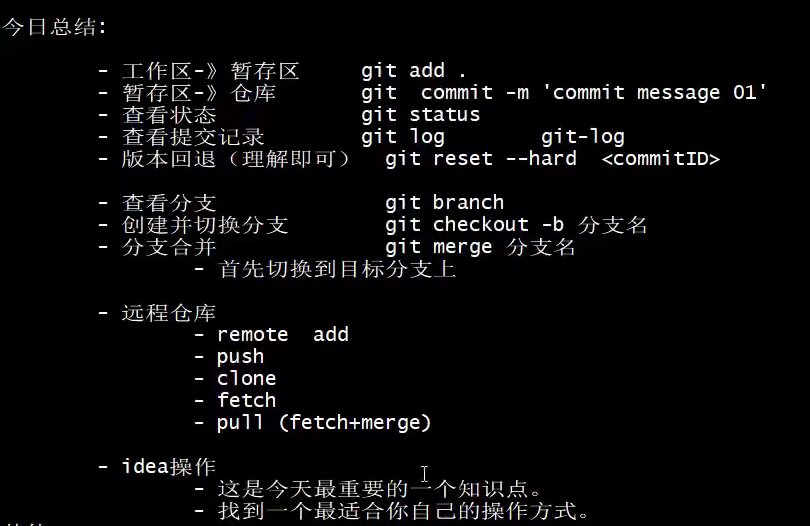 今日总结:
- 工作区-》暂存区 git add .
- 暂存区-》仓库 git commit -m 'commit message 01'
- 查看状态 git status
- 查看提交记录 git log git-log
- 版本回退（理解即可） git reset --hard <commitID>
- 查看分支 git branch
- 创建并切换分支 git checkout -b 分支名
- 分支合并 git merge 分支名
- 首先切换到目标分支上
- 远程仓库
- remote add
- push
- clone
- fetch
- pull (fetch+merge)
- idea操作
- 这是今天最重要的一个知识点。
- 找到一个最适合你自己的操作方式。